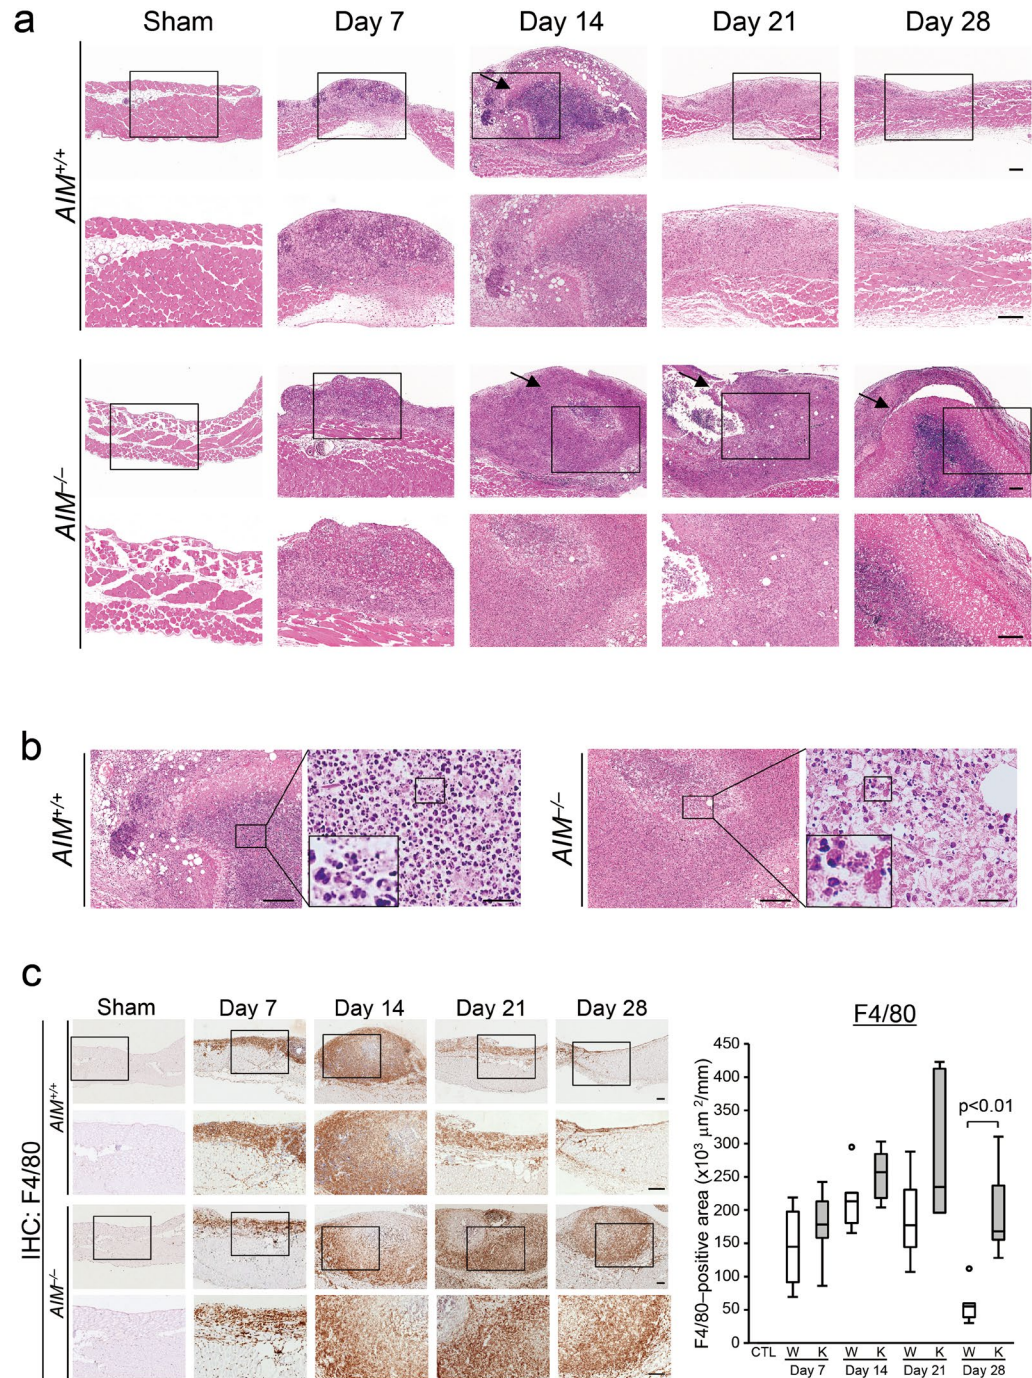 a
Sham Day 7 Day 14 Day 21 Day 28
AIM+/+
AIM–/–
b
AIM+/+
AIM–/–
c
Sham Day 7 Day 14 Day 21 Day 28
IHC: F4/80
AIM+/+
AIM–/–
F4/80
F4/80–positive area (x10³ µm²/mm)
450
400
350
300
250
200
150
100
50
0
p<0.01
CTL W K W K W K W K
Day 7 Day 14 Day 21 Day 28